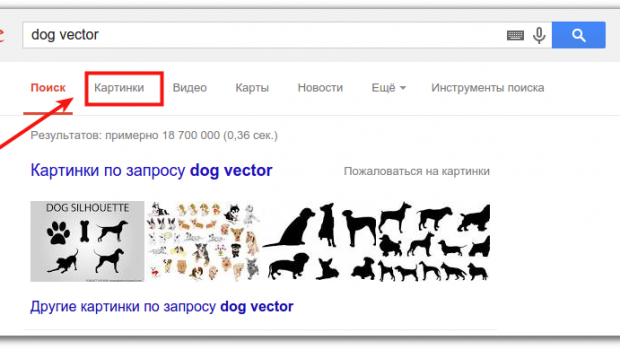 dog vector
Поиск Картинки Видео Карты Новости Ещё Инструменты поиска
Результатов: примерно 18 700 000 (0,36 сек.)
Картинки по запросу dog vector Пожаловаться на картинки
DOG SILHOUETTE
Другие картинки по запросу dog vector